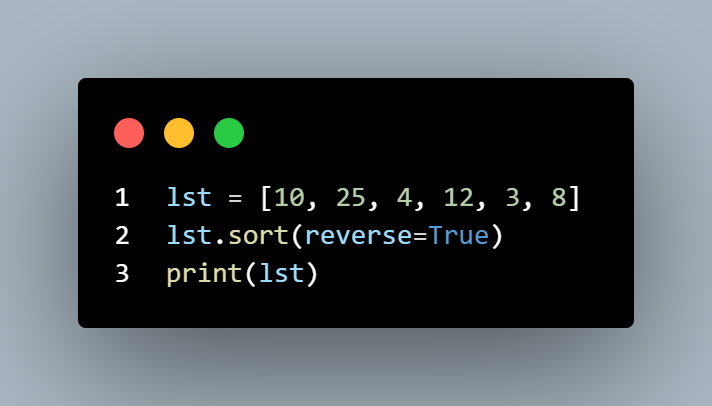 1 lst = [10, 25, 4, 12, 3, 8]
2 lst.sort(reverse=True)
3 print(lst)